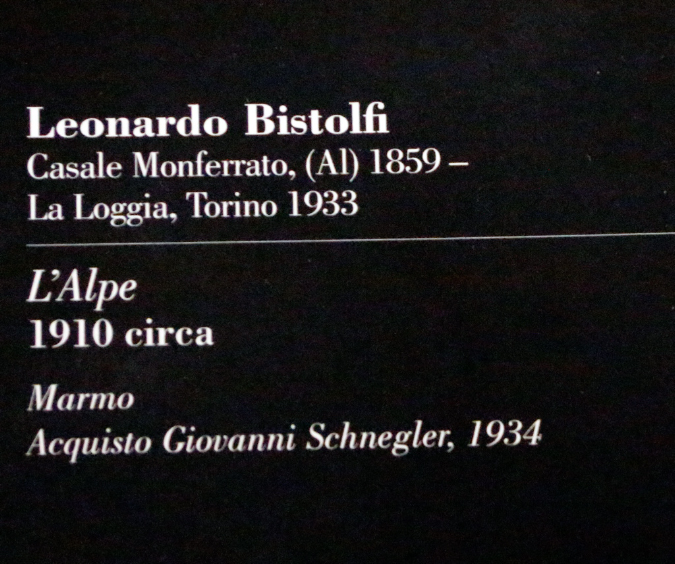 Leonardo Bistolfi
Casale Monferrato, (Al) 1859 –
La Loggia, Torino 1933
L'Alpe
1910 circa
Marmo
Acquisto Giovanni Schnegler, 1934